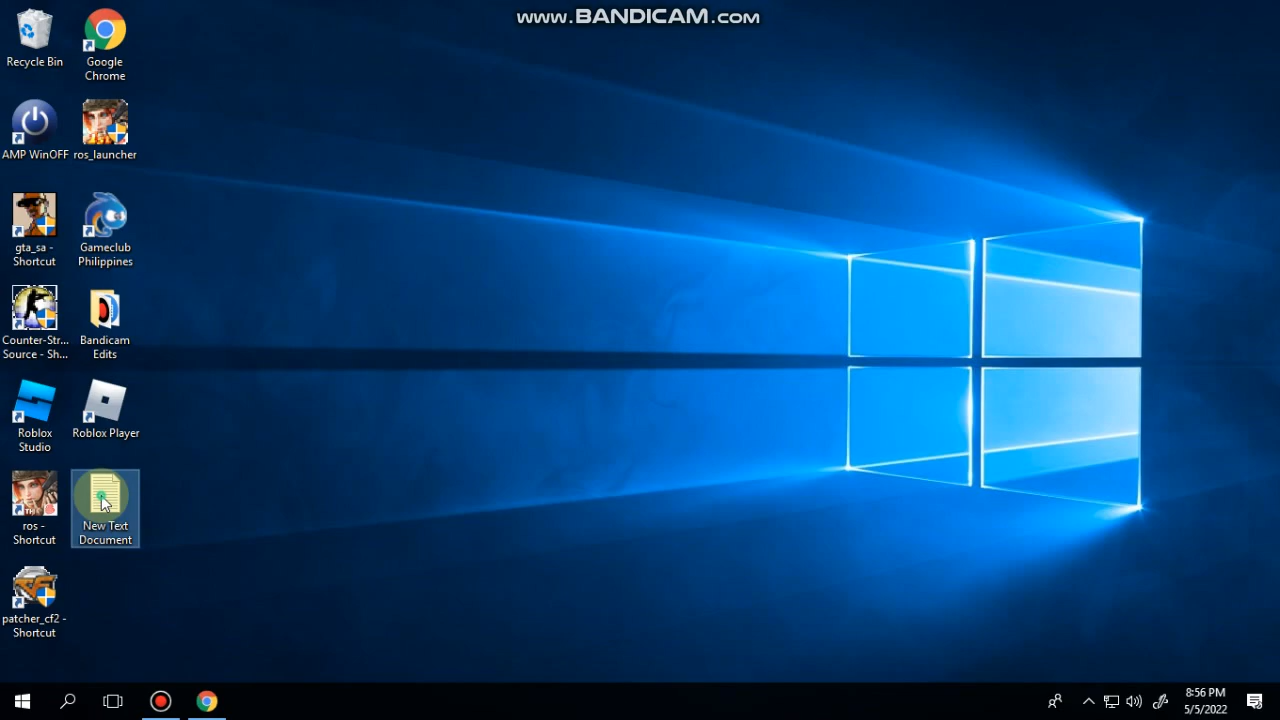 www.BANDICAM.com
Recycle Bin
Google
Chrome
AMP WinOFF
ros_launcher
gta_sa -
Shortcut
Gameclub
Philippines
Counter-Str...
Source - Sh...
Bandicam
Edits
Roblox
Studio
Roblox Player
ros -
Shortcut
New Text
Document
patcher_cf2 -
Shortcut
8:56 PM
5/5/2022